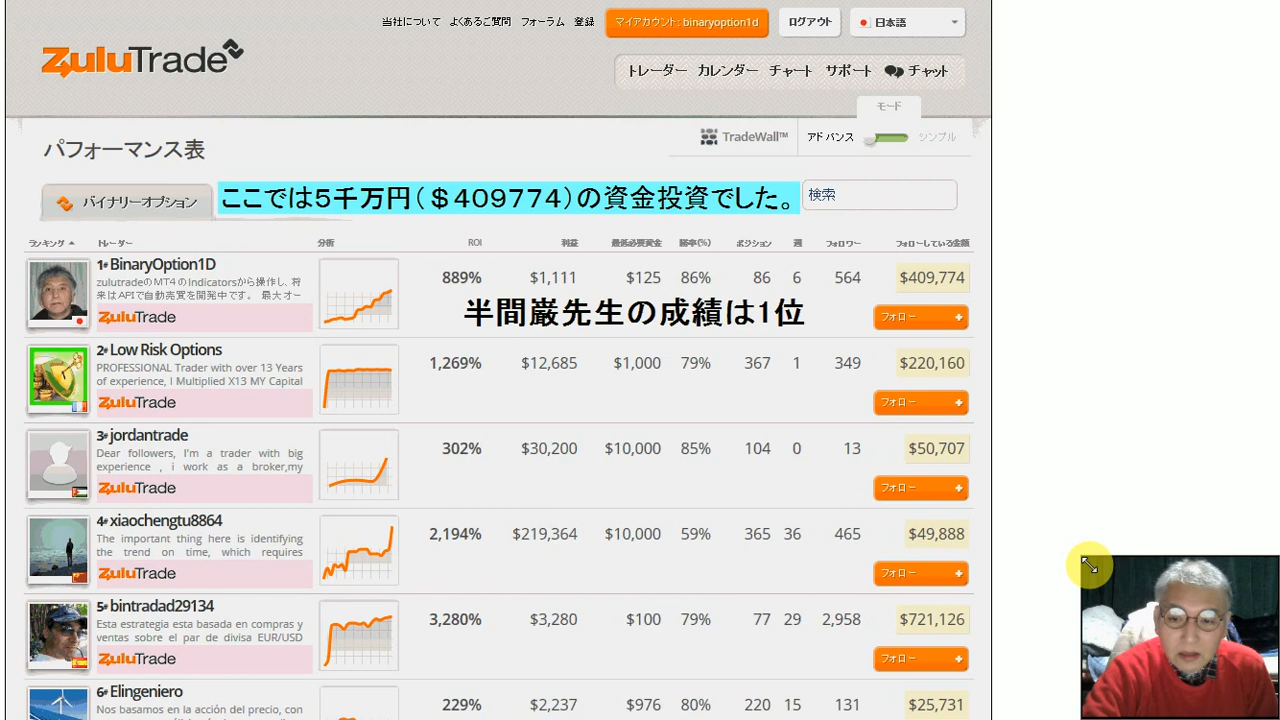 当社について よくあるご質問 フォーラム 登録 マイアカウント: binaryoption1d ログアウト 日本語
ZuluTrade
トレーダー カレンダー チャート サポート チャット
モード
パフォーマンス表
TradeWall™ アドバンス シンプル
バイナリーオプション ここでは5千万円(＄409774)の資金投資でした。 検索
ランキング トレーダー 分析 ROI 利益 最低必要資金 勝率(%) ポジション 週 フォロワー フォローしている金額
1# BinaryOption1D
zulutradeのMT4のIndicatorsから操作し、将
来はAPIで自動売買を開発中です。 最大オー
ZuluTrade
889% $1,111 $125 86% 86 6 564 $409,774
半間巌先生の成績は1位
フォロー +
2# Low Risk Options
PROFESSIONAL Trader with over 13 Years
of experience, I Multiplied X13 MY Capital
ZuluTrade
1,269% $12,685 $1,000 79% 367 1 349 $220,160
フォロー +
3# jordantrade
Dear followers, I'm a trader with big
experience , i work as a broker,my
ZuluTrade
302% $30,200 $10,000 85% 104 0 13 $50,707
フォロー +
4# xiaochengtu8864
The important thing here is identifying
the trend on time, which requires
ZuluTrade
2,194% $219,364 $10,000 59% 365 36 465 $49,888
フォロー +
5# bintradad29134
Esta estrategia esta basada en compras y
ventas sobre el par de divisa EUR/USD
ZuluTrade
3,280% $3,280 $100 79% 77 29 2,958 $721,126
フォロー +
6# Elingeniero
Nos basamos en la acción del precio, con
229% $2,237 $976 80% 220 15 131 $25,731